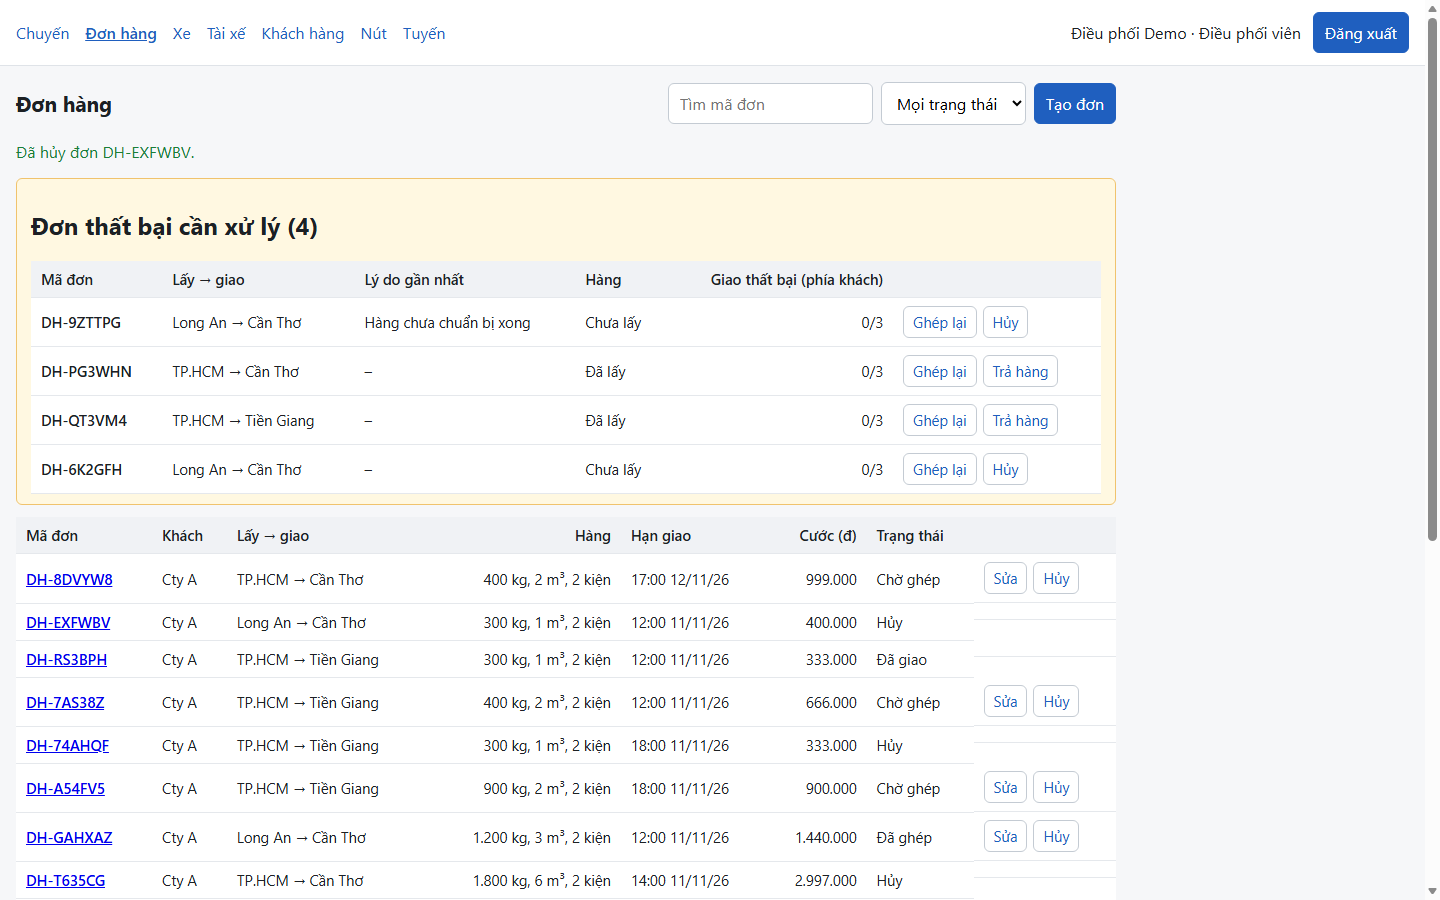 Chuyến Đơn hàng Xe Tài xế Khách hàng Nút Tuyến Điều phối Demo · Điều phối viên Đăng xuất
Đơn hàng Tìm mã đơn Mọi trạng thái Tạo đơn
Đã hủy đơn DH-EXFWBV.
Đơn thất bại cần xử lý (4)
Mã đơn Lấy → giao Lý do gần nhất Hàng Giao thất bại (phía khách)
DH-9ZTTPG Long An → Cần Thơ Hàng chưa chuẩn bị xong Chưa lấy 0/3 Ghép lại Hủy
DH-PG3WHN TP.HCM → Cần Thơ – Đã lấy 0/3 Ghép lại Trả hàng
DH-QT3VM4 TP.HCM → Tiền Giang – Đã lấy 0/3 Ghép lại Trả hàng
DH-6K2GFH Long An → Cần Thơ – Chưa lấy 0/3 Ghép lại Hủy
Mã đơn Khách Lấy → giao Hàng Hạn giao Cước (đ) Trạng thái
DH-8DVYW8 Cty A TP.HCM → Cần Thơ 400 kg, 2 m³, 2 kiện 17:00 12/11/26 999.000 Chờ ghép Sửa Hủy
DH-EXFWBV Cty A Long An → Cần Thơ 300 kg, 1 m³, 2 kiện 12:00 11/11/26 400.000 Hủy
DH-RS3BPH Cty A TP.HCM → Tiền Giang 300 kg, 1 m³, 2 kiện 12:00 11/11/26 333.000 Đã giao
DH-7AS38Z Cty A TP.HCM → Tiền Giang 400 kg, 2 m³, 2 kiện 12:00 11/11/26 666.000 Chờ ghép Sửa Hủy
DH-74AHQF Cty A TP.HCM → Tiền Giang 300 kg, 1 m³, 2 kiện 18:00 11/11/26 333.000 Hủy
DH-A54FV5 Cty A TP.HCM → Tiền Giang 900 kg, 2 m³, 2 kiện 18:00 11/11/26 900.000 Chờ ghép Sửa Hủy
DH-GAHXAZ Cty A Long An → Cần Thơ 1.200 kg, 3 m³, 2 kiện 12:00 11/11/26 1.440.000 Đã ghép Sửa Hủy
DH-T635CG Cty A TP.HCM → Cần Thơ 1.800 kg, 6 m³, 2 kiện 14:00 11/11/26 2.997.000 Hủy